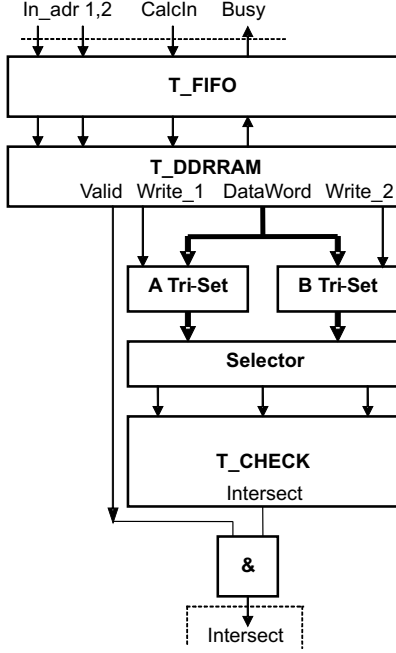 In_adr 1,2 CalcIn Busy
T_FIFO
T_DDRRAM
Valid Write_1 DataWord Write_2
A Tri-Set B Tri-Set
Selector
T_CHECK
Intersect
&
Intersect